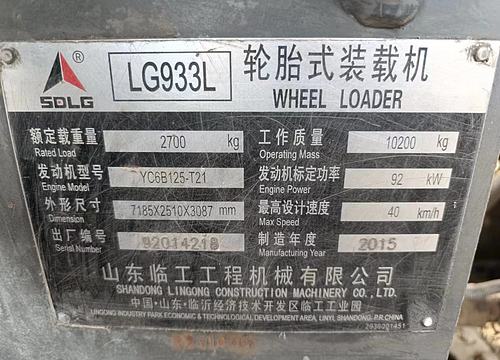 ® LG933L 轮胎式装载机
SDLG WHEEL LOADER
额定载重量 2700 kg 工作质量 10200 kg
Rated Load Operating Mass
发动机型号 YC6B125-T21 发动机标定功率 92 kW
Engine Model Engine Power
外形尺寸 7185X2510X3087 mm 最高设计速度 40 km/h
Dimension Max Speed
出厂编号 92014218 制造年度 2015
Serial Number Manufacturing Year
山东临工工程机械有限公司
SHANDONG LINGONG CONSTRUCTION MACHINERY CO.,LTD.
中国·山东·临沂经济技术开发区临工工业园
LINGONG INDUSTRY PARK ECONOMIC & TECHNOLOGICAL DEVELOPMENT AREA, LINYI, SHANDONG, P.R.CHINA
2939201451